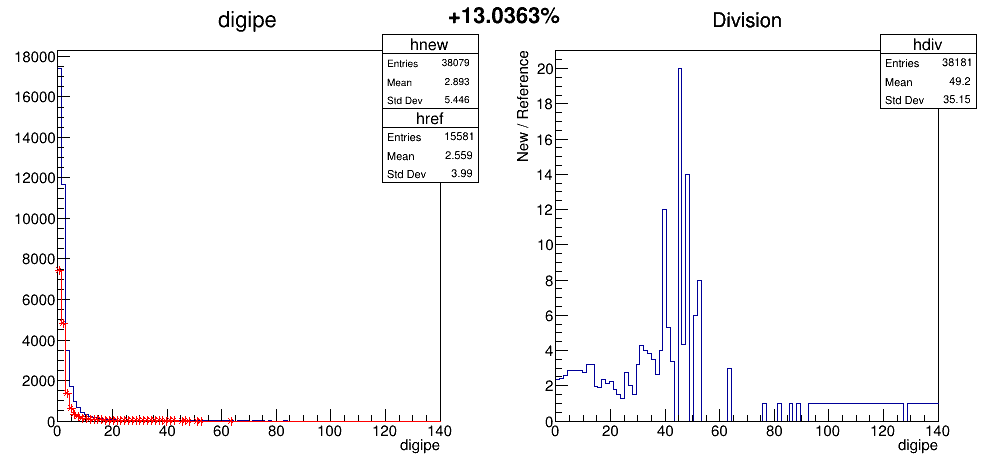 digipe
+13.0363%
Division
hnew
Entries 38079
Mean 2.893
Std Dev 5.446
href
Entries 15581
Mean 2.559
Std Dev 3.99
18000
16000
14000
12000
10000
8000
6000
4000
2000
0
0 20 40 60 80 100 120 140
digipe
hdiv
Entries 38181
Mean 49.2
Std Dev 35.15
New / Reference
20
18
16
14
12
10
8
6
4
2
0
0 20 40 60 80 100 120 140
digipe